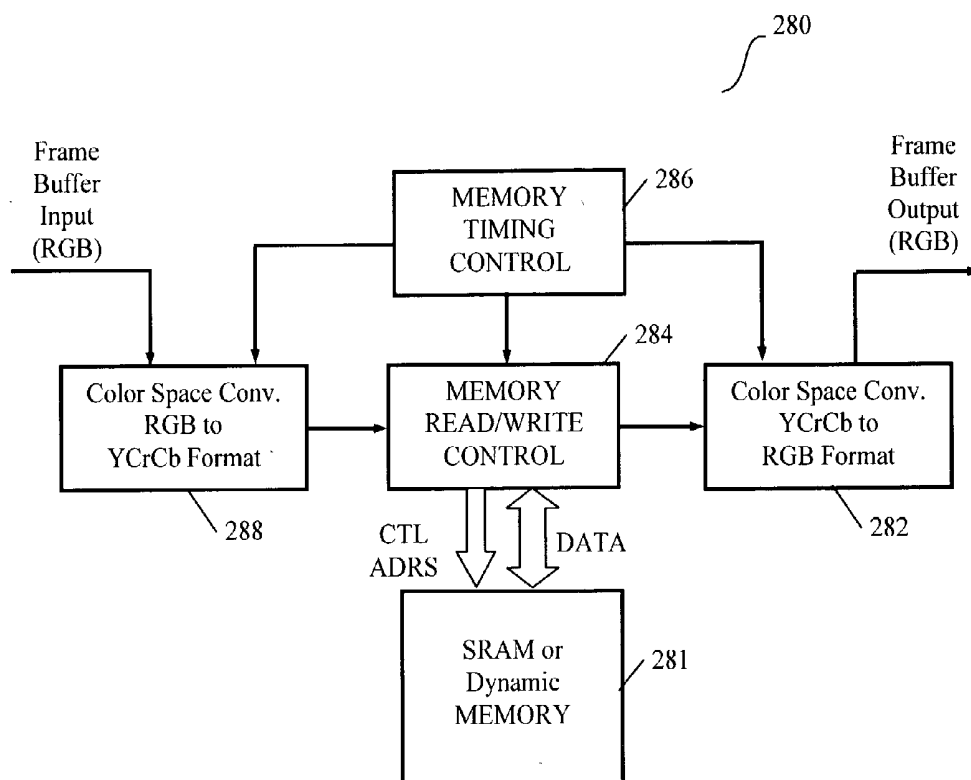 280
Frame
Buffer
Input
(RGB)
MEMORY
TIMING
CONTROL
286
Frame
Buffer
Output
(RGB)
Color Space Conv.
RGB to
YCrCb Format
288
MEMORY
READ/WRITE
CONTROL
284
Color Space Conv.
YCrCb to
RGB Format
282
CTL
ADRS
DATA
SRAM or
Dynamic
MEMORY
281